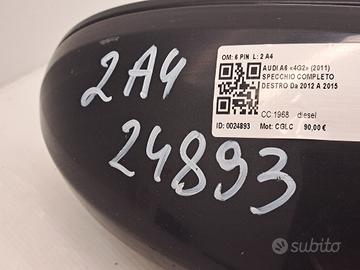 OM: 6 PIN L: 2 A4
AUDI A6 «4G2» (2011)
SPECCHIO COMPLETO
DESTRO Da 2012 A 2015
CC:1968 diesel
ID: 0024893 Mot: CGLC 90,00 €
2A4
24893
subito